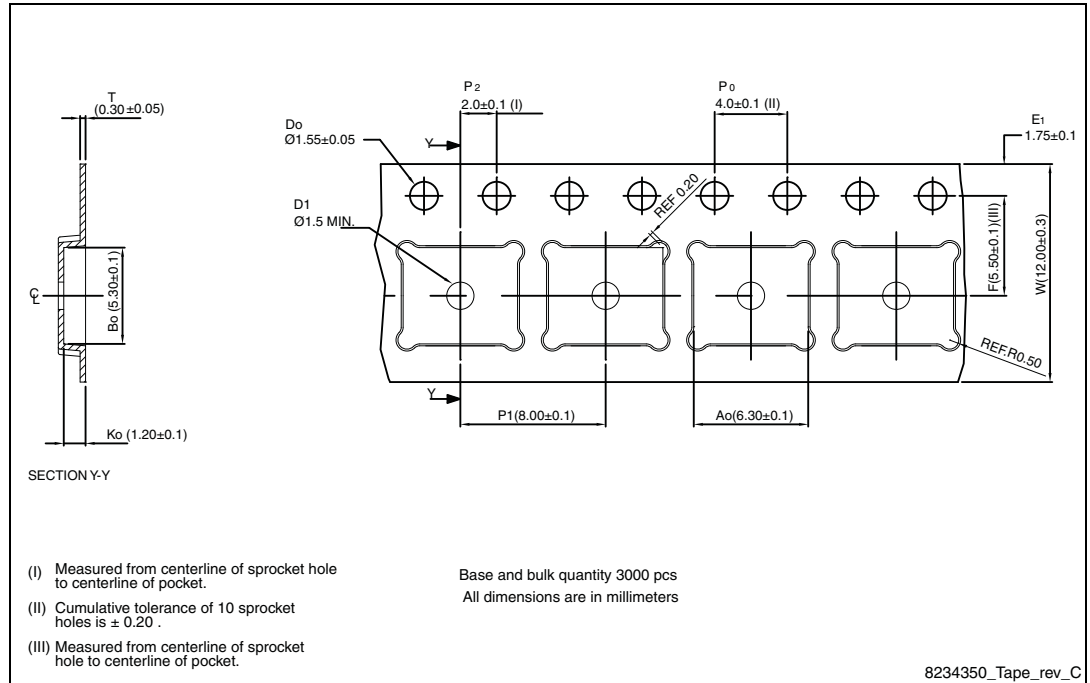 T
(0.30 ±0.05)
P2
2.0±0.1 (I)
P0
4.0±0.1 (II)
E1
1.75±0.1
Do
Ø1.55±0.05
Y
REF 0.20
D1
Ø1.5 MIN.
F(5.50±0.1)(III)
W(12.00±0.3)
CL
Bo (5.30±0.1)
REF.R0.50
Y
P1(8.00±0.1)
Ao(6.30±0.1)
Ko (1.20±0.1)
SECTION Y-Y
(I) Measured from centerline of sprocket hole
to centerline of pocket.
(II) Cumulative tolerance of 10 sprocket
holes is ± 0.20 .
(III) Measured from centerline of sprocket
hole to centerline of pocket.
Base and bulk quantity 3000 pcs
All dimensions are in millimeters
8234350_Tape_rev_C